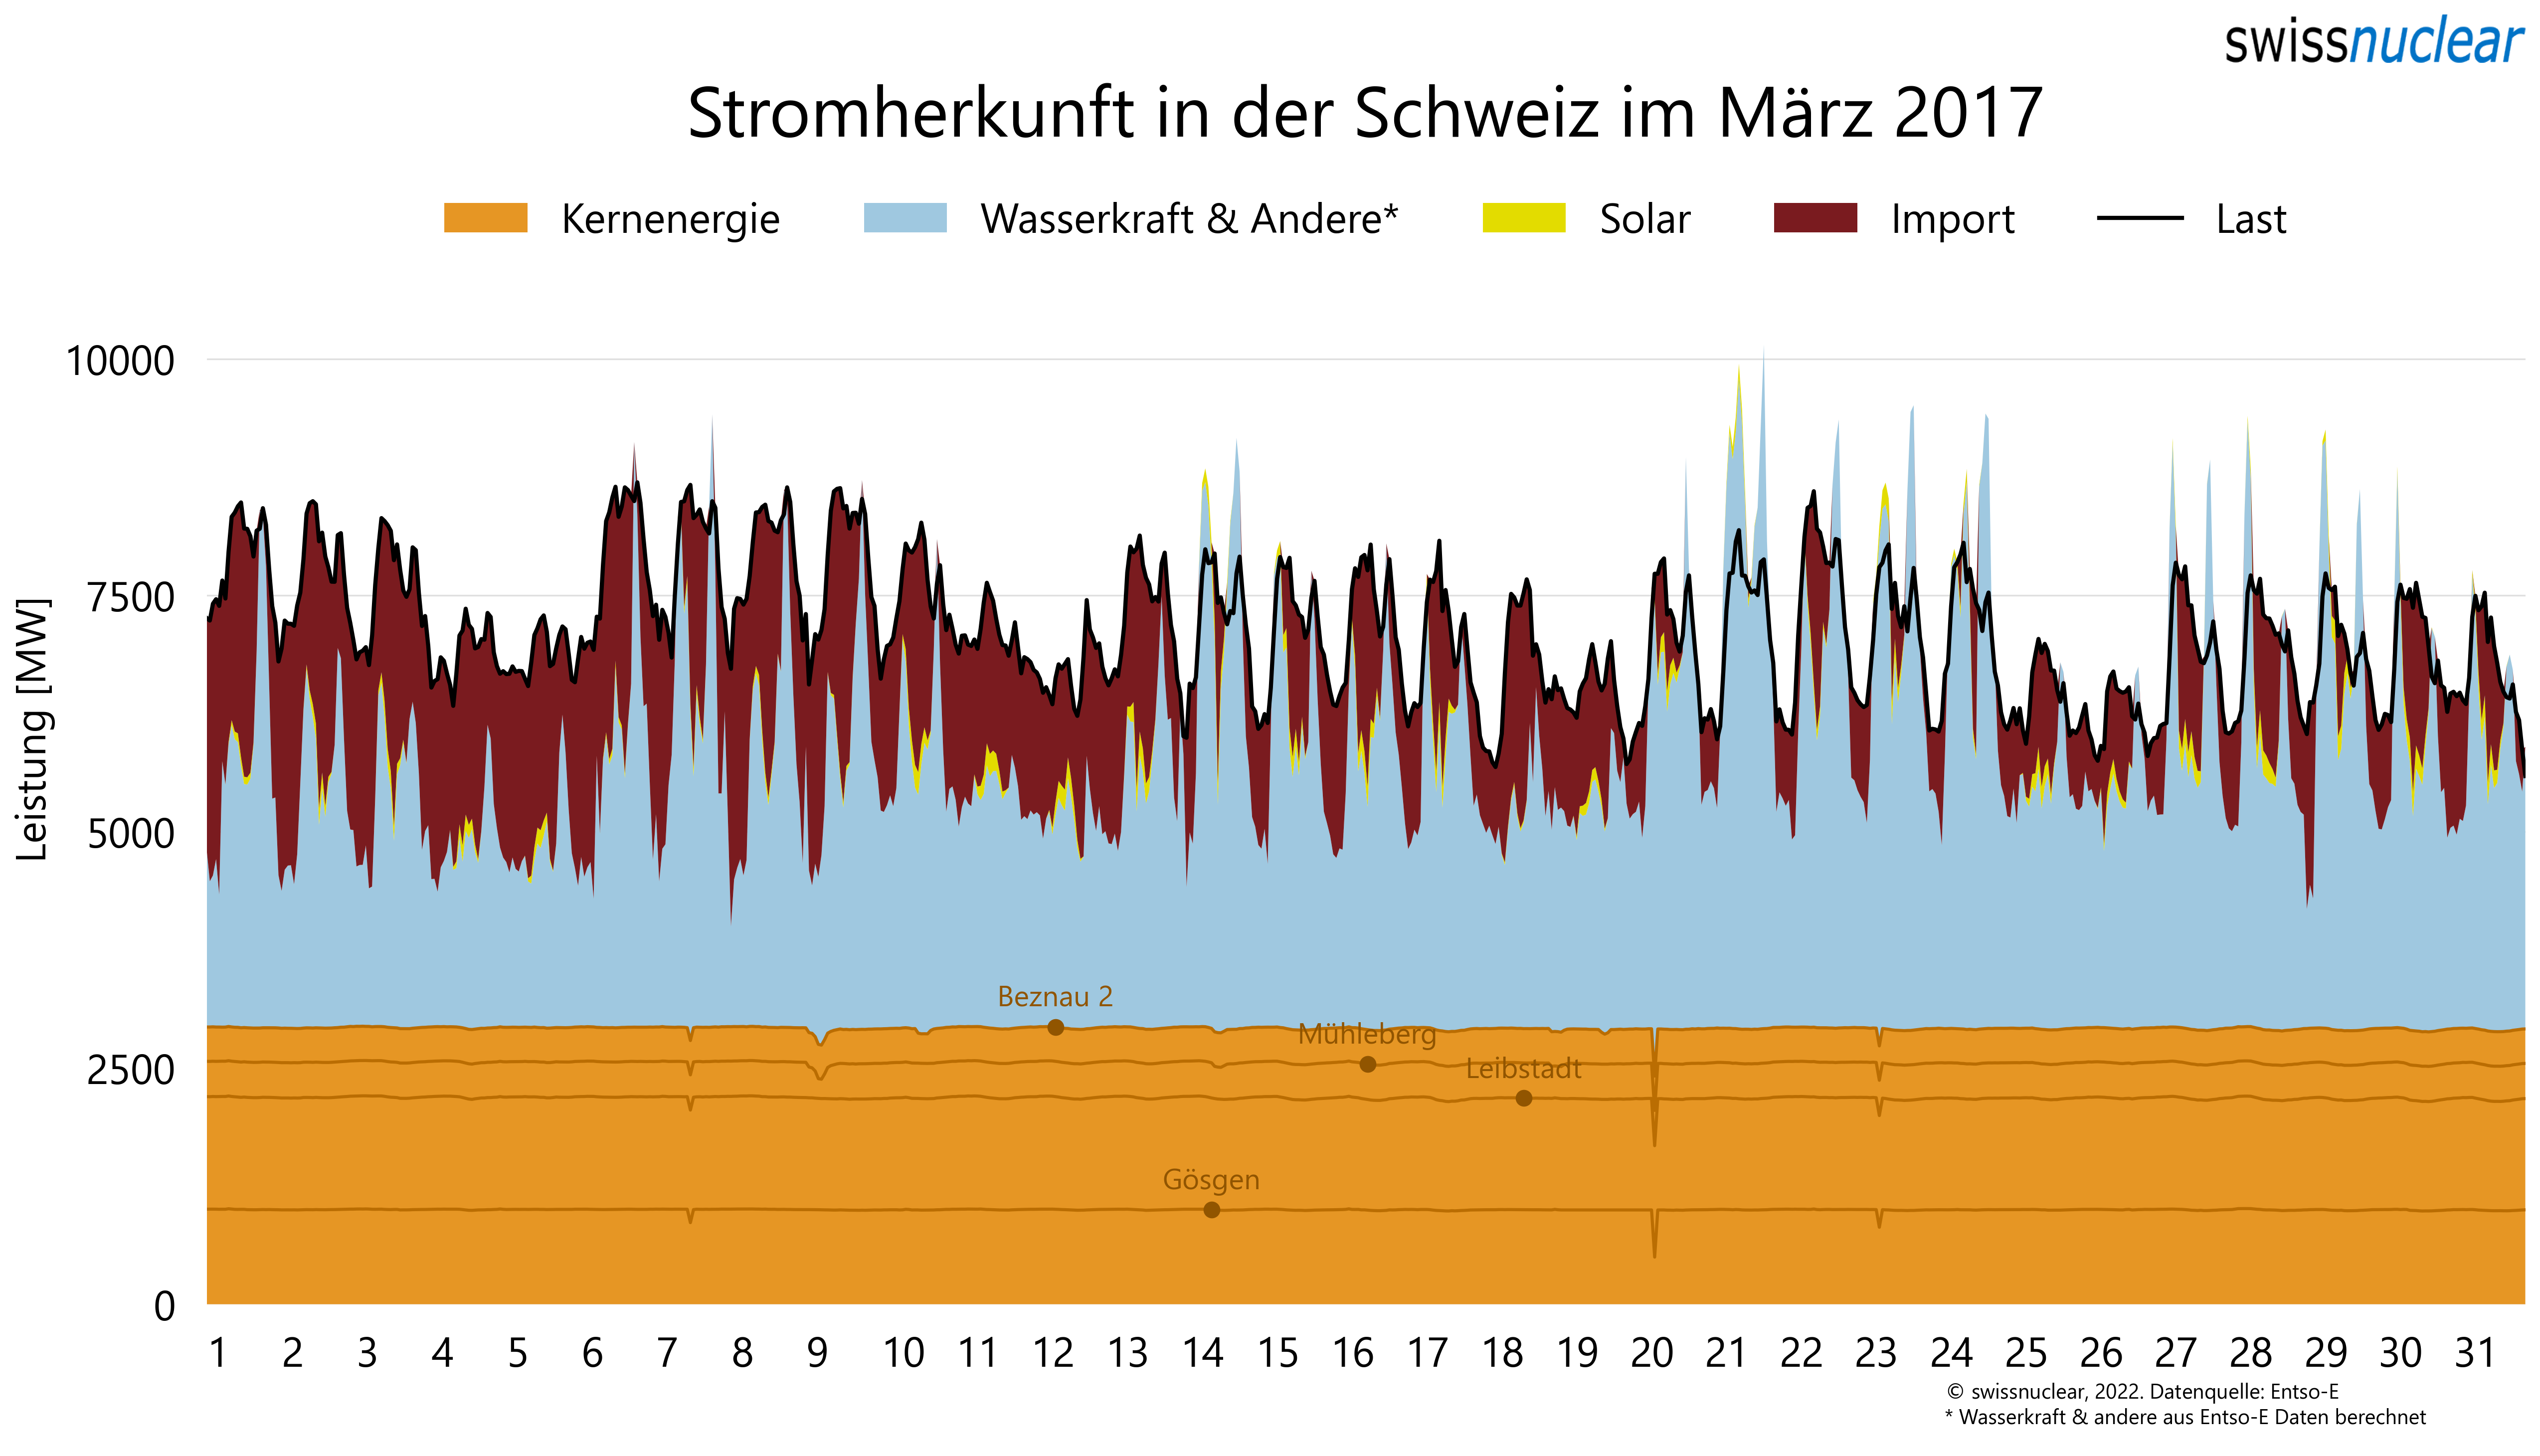 swissnuclear
Stromherkunft in der Schweiz im März 2017
Kernenergie Wasserkraft & Andere* Solar Import Last
Leistung [MW]
10000
7500
5000
2500
0
Beznau 2
Mühleberg
Leibstadt
Gösgen
1 2 3 4 5 6 7 8 9 10 11 12 13 14 15 16 17 18 19 20 21 22 23 24 25 26 27 28 29 30 31
© swissnuclear, 2022. Datenquelle: Entso-E
* Wasserkraft & andere aus Entso-E Daten berechnet